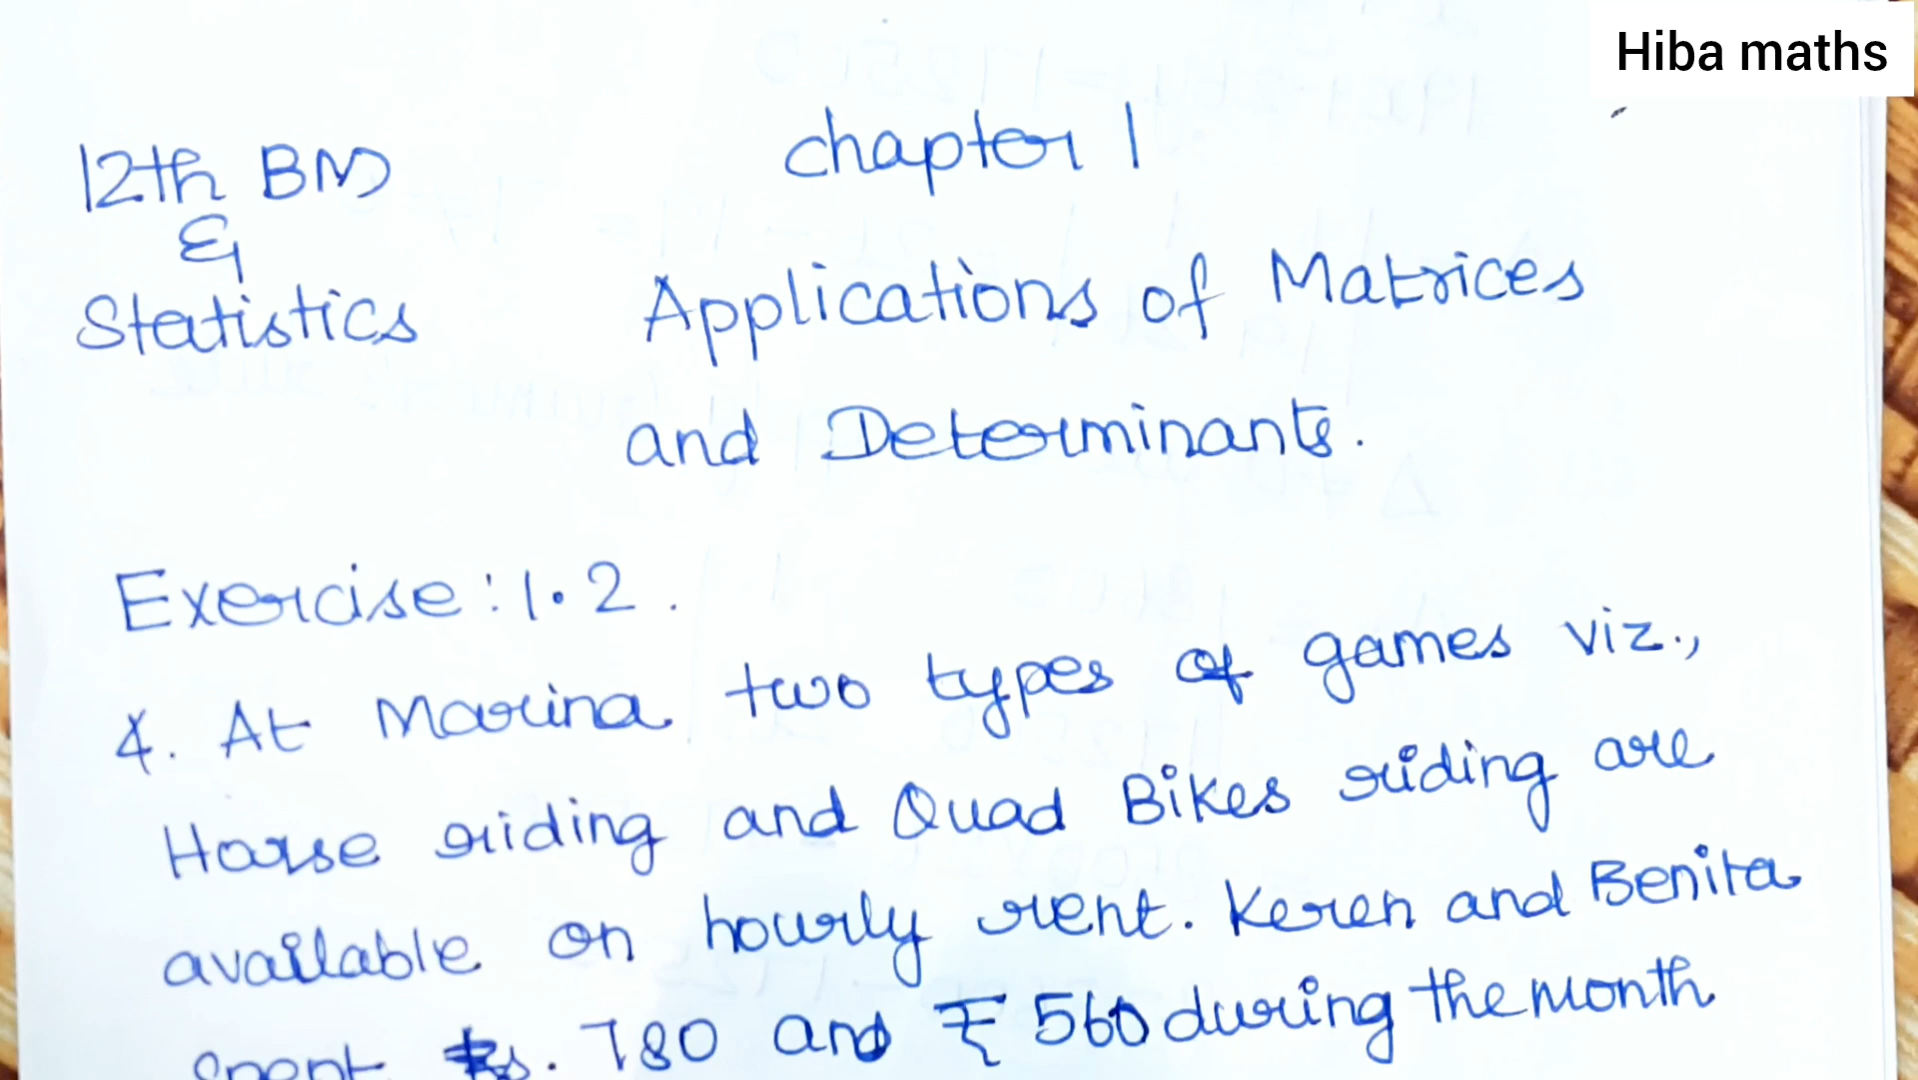 Hiba maths
chapter 1
12th BM
&
Statistics
Applications of Matrices
and Determinants.
Exercise: 1.2.
4. At Marina two types of games viz.,
Horse riding and Quad Bikes riding are
available on hourly rent. Keren and Benita
spent Rs. 780 and ₹ 560 during the month